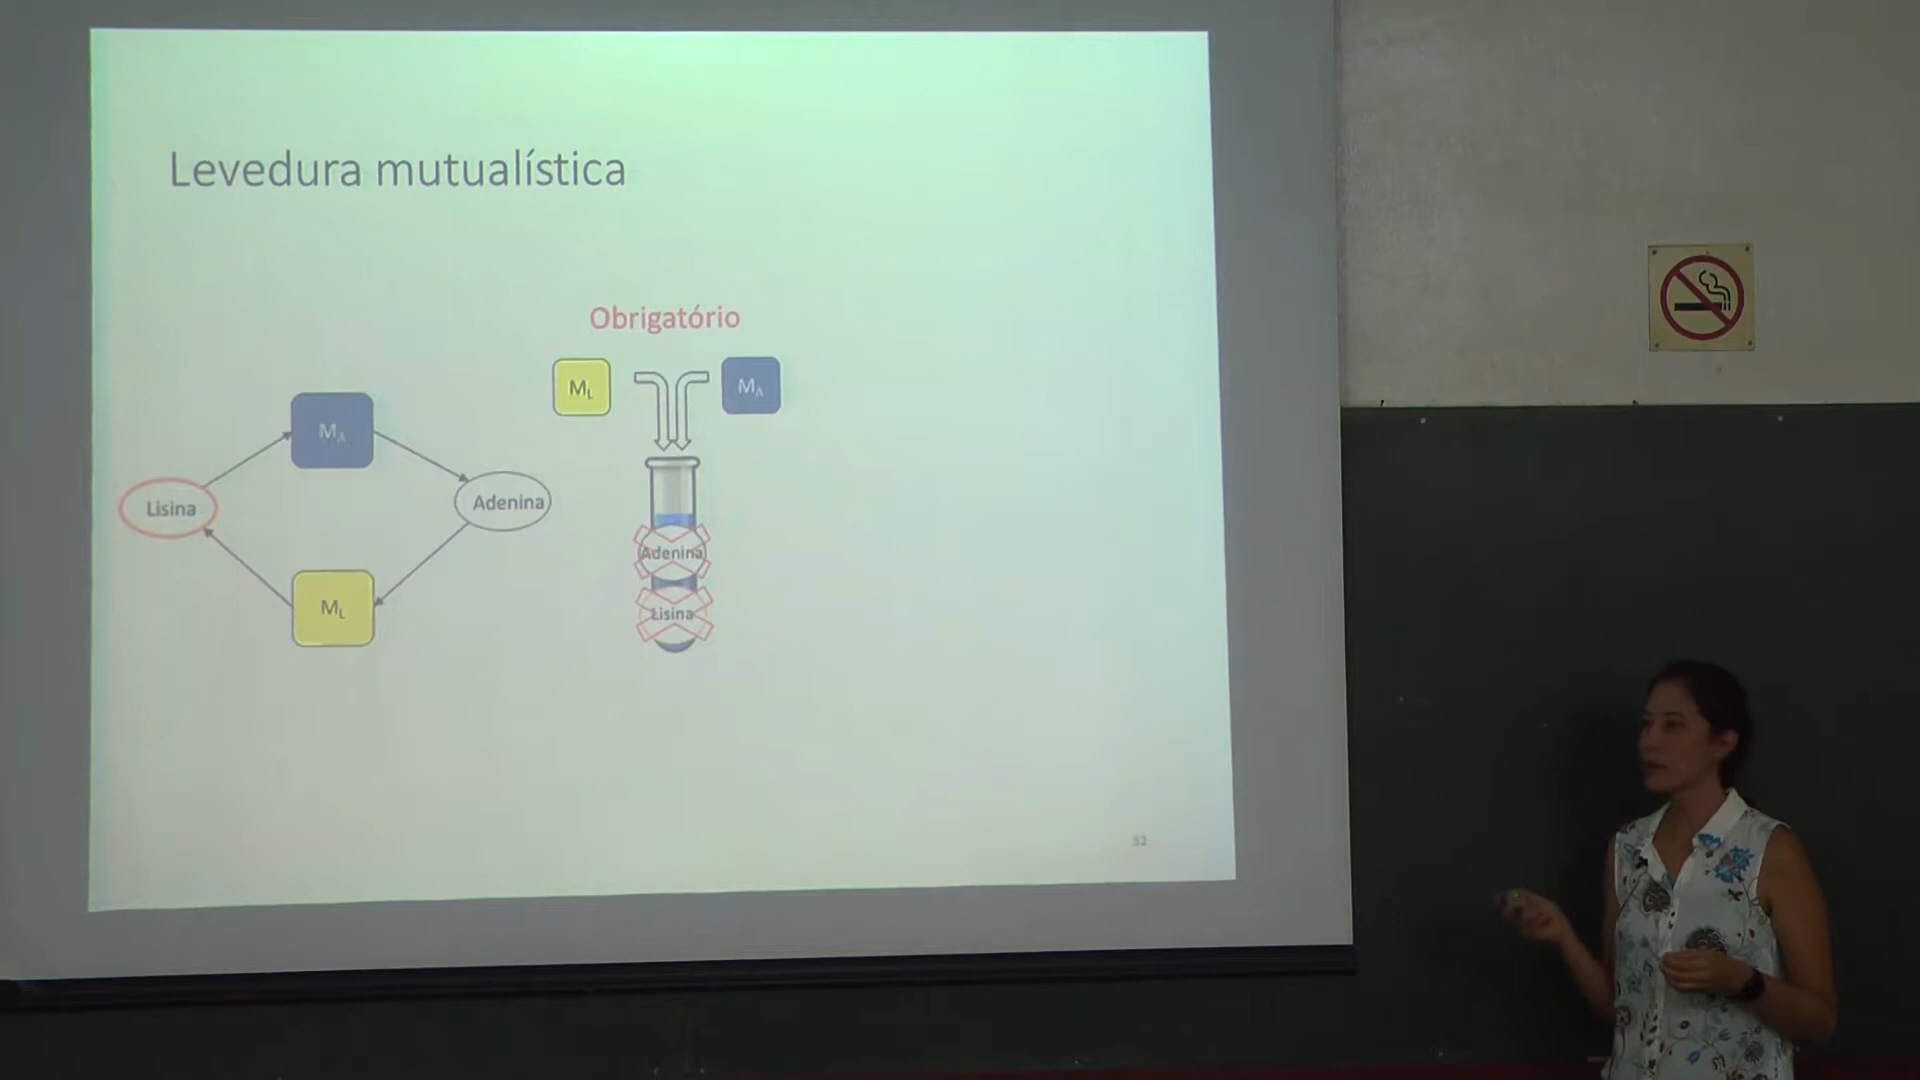 Levedura mutualística
Obrigatório
M_L
M_A
M_A
Lisina
Adenina
M_L
Adenina
Lisina
52